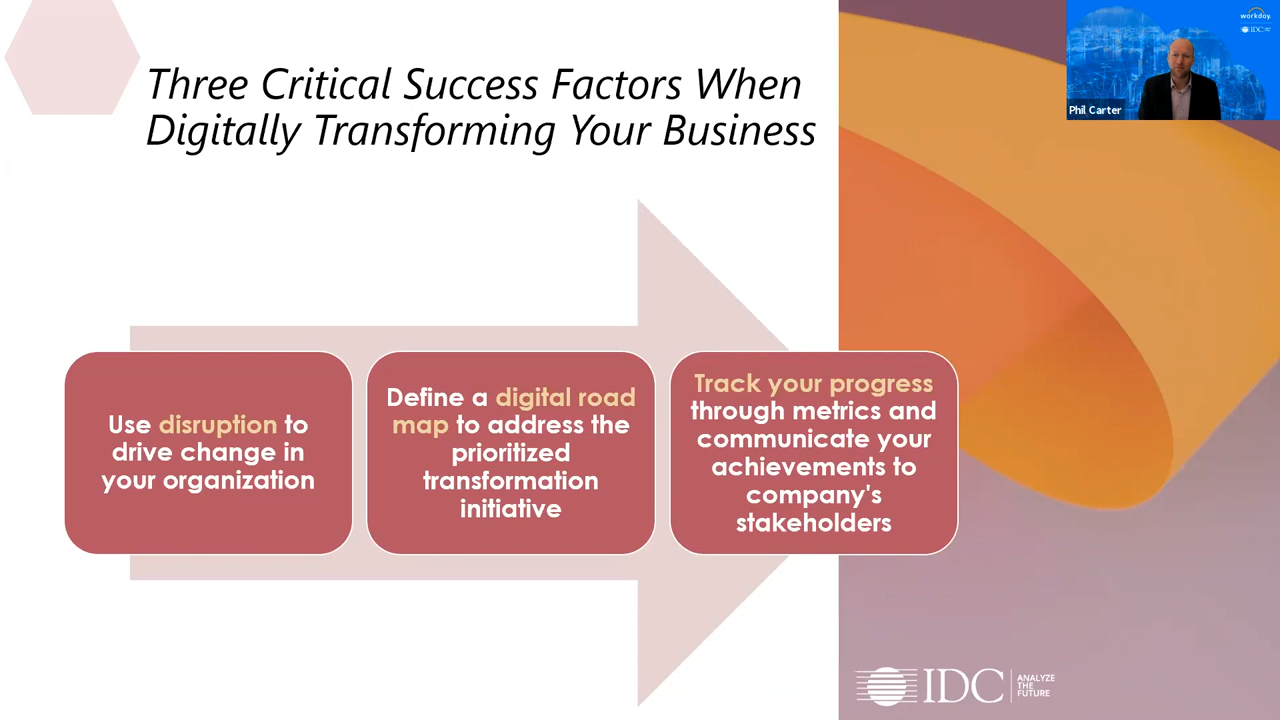 Three Critical Success Factors When
Digitally Transforming Your Business
workday.
IDC
Phil Carter
Use disruption to
drive change in
your organization
Define a digital road
map to address the
prioritized
transformation
initiative
Track your progress
through metrics and
communicate your
achievements to
company's
stakeholders
IDC
ANALYZE
THE
FUTURE